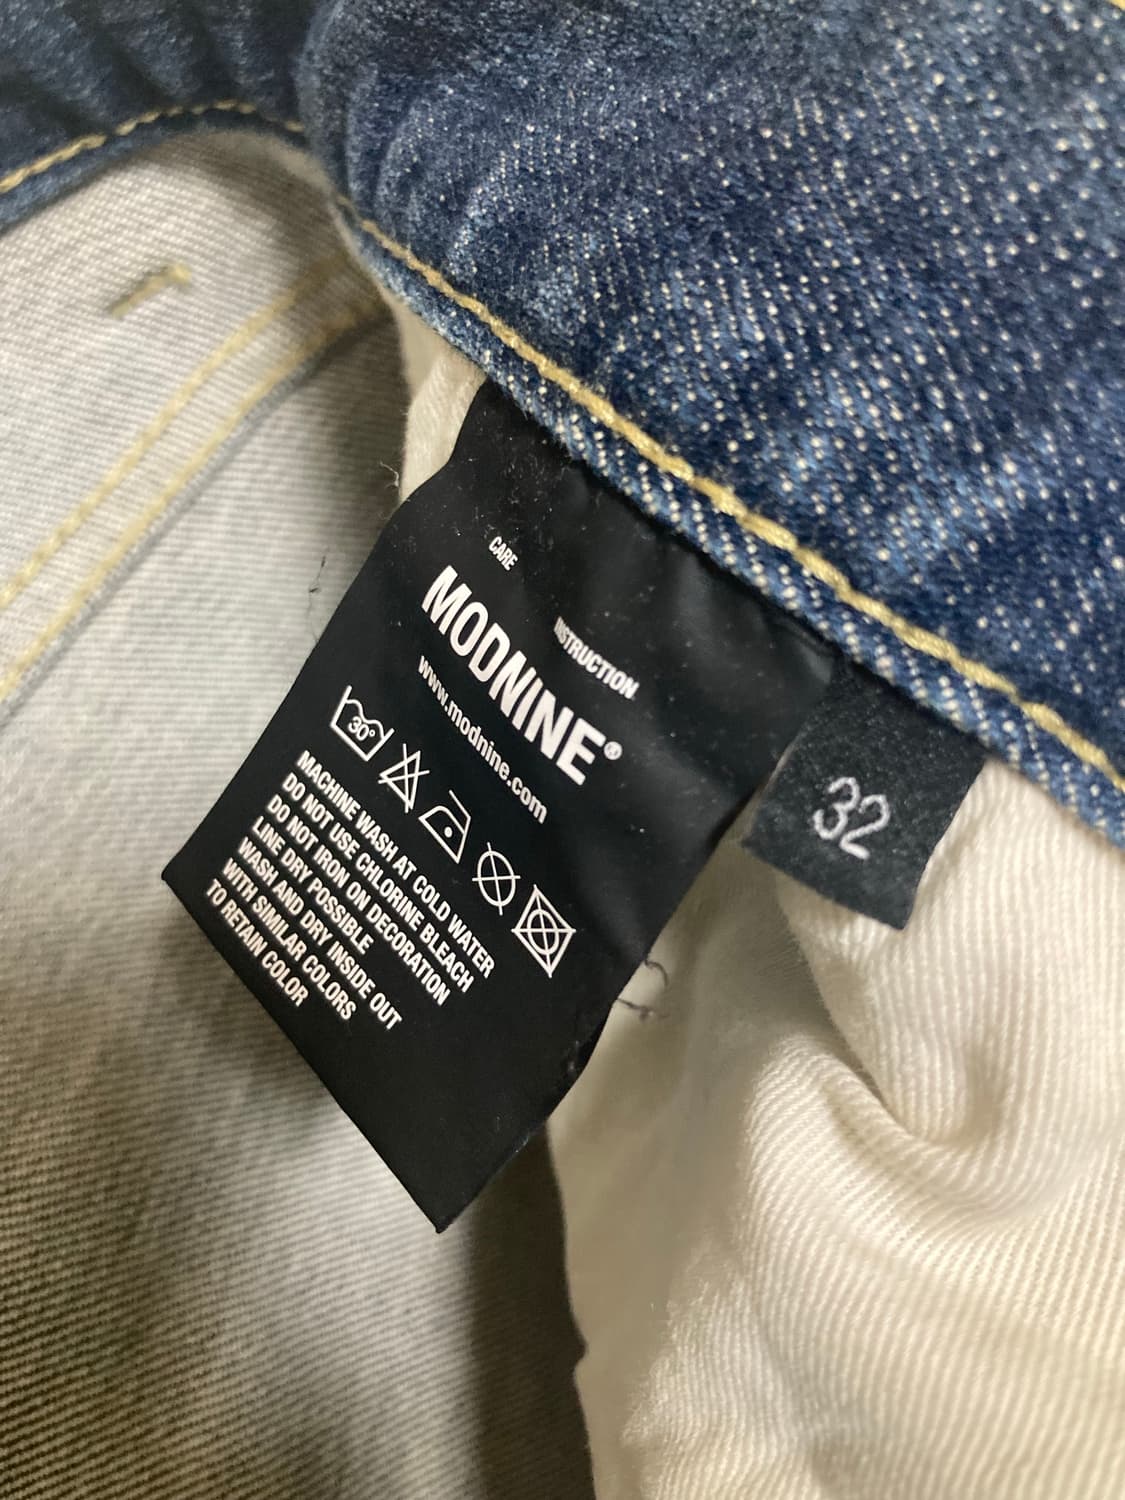 CARE
INSTRUCTION
MODNINE®
www.modnine.com
30°
MACHINE WASH AT COLD WATER
DO NOT USE CHLORINE BLEACH
DO NOT IRON ON DECORATION
LINE DRY POSSIBLE
WASH AND DRY INSIDE OUT
WITH SIMILAR COLORS
TO RETAIN COLOR
32